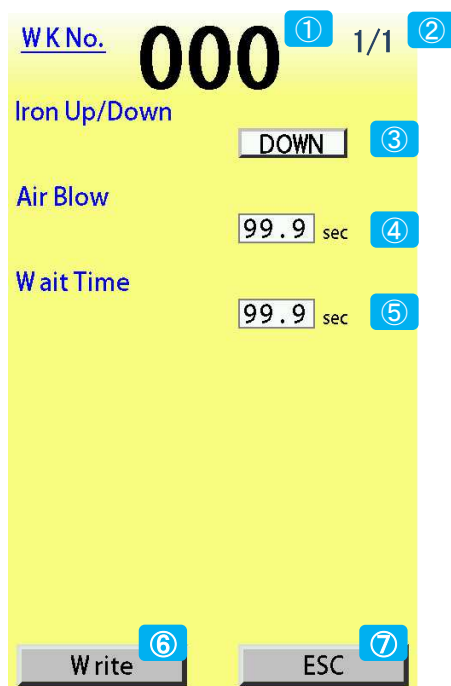 WK No. 000 ① 1/1 ②
Iron Up/Down
DOWN ③
Air Blow
99.9 sec ④
Wait Time
99.9 sec ⑤
⑥ ⑦
Write ESC